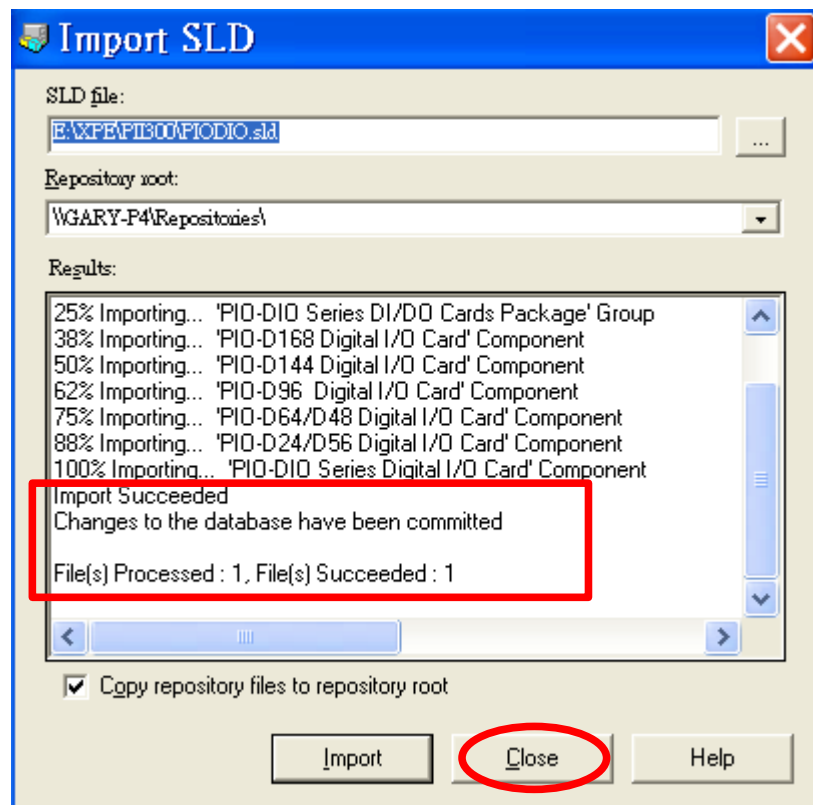 Import SLD
SLD file:
E:\XPE\PII300\PIODIO.sld
...
Repository root:
\\GARY-P4\Repositories\
Results:
25% Importing... 'PIO-DIO Series DI/DO Cards Package' Group
38% Importing... 'PIO-D168 Digital I/O Card' Component
50% Importing... 'PIO-D144 Digital I/O Card' Component
62% Importing... 'PIO-D96  Digital I/O Card' Component
75% Importing... 'PIO-D64/D48 Digital I/O Card' Component
88% Importing... 'PIO-D24/D56 Digital I/O Card' Component
100% Importing... 'PIO-DIO Series Digital I/O Card' Component
Import Succeeded
Changes to the database have been committed
File(s) Processed : 1, File(s) Succeeded : 1
Copy repository files to repository root
Import Close Help